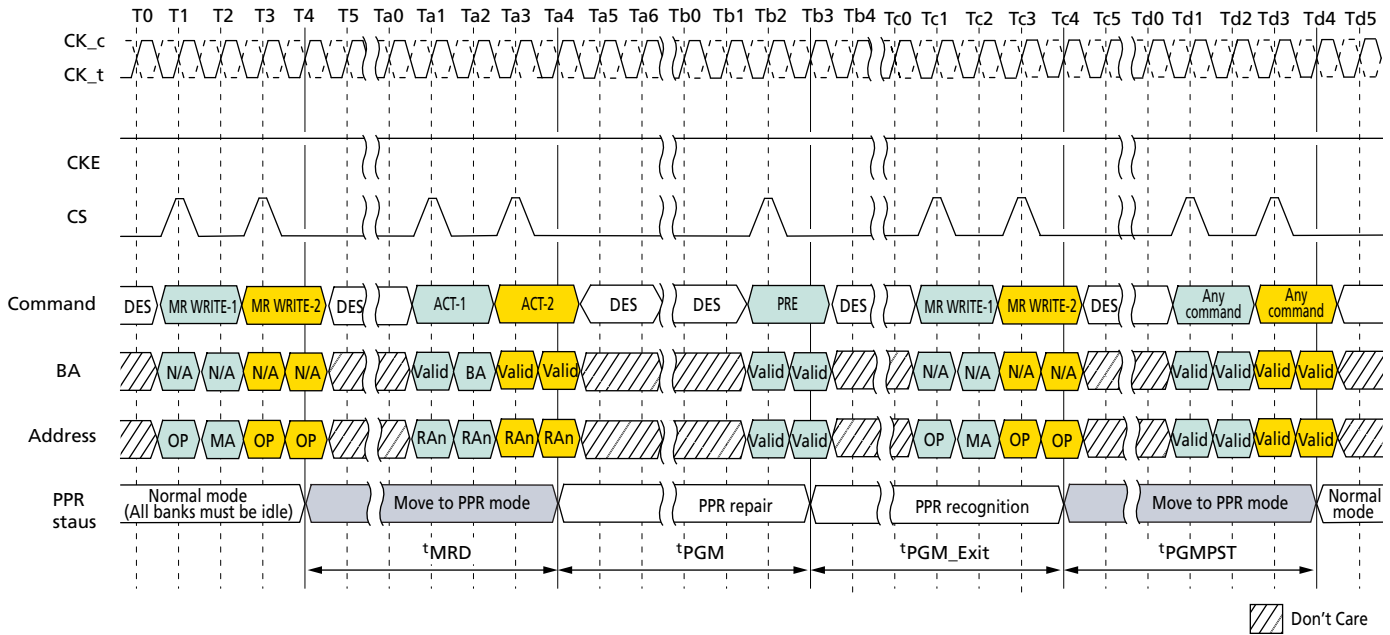 T0 T1 T2 T3 T4 T5 Ta0 Ta1 Ta2 Ta3 Ta4 Ta5 Ta6 Tb0 Tb1 Tb2 Tb3 Tb4 Tc0 Tc1 Tc2 Tc3 Tc4 Tc5 Td0 Td1 Td2 Td3 Td4 Td5
CK_c
CK_t
CKE
CS
Command DES MR WRITE-1 MR WRITE-2 DES ACT-1 ACT-2 DES DES PRE DES MR WRITE-1 MR WRITE-2 DES Any command Any command
BA N/A N/A N/A N/A Valid BA Valid Valid Valid Valid N/A N/A N/A N/A Valid Valid Valid Valid
Address OP MA OP OP RAn RAn RAn RAn Valid Valid OP MA OP OP Valid Valid Valid Valid
PPR staus
Normal mode (All banks must be idle)
Move to PPR mode
PPR repair
PPR recognition
Move to PPR mode
Normal mode
tMRD tPGM tPGM_Exit tPGMPST
Don't Care